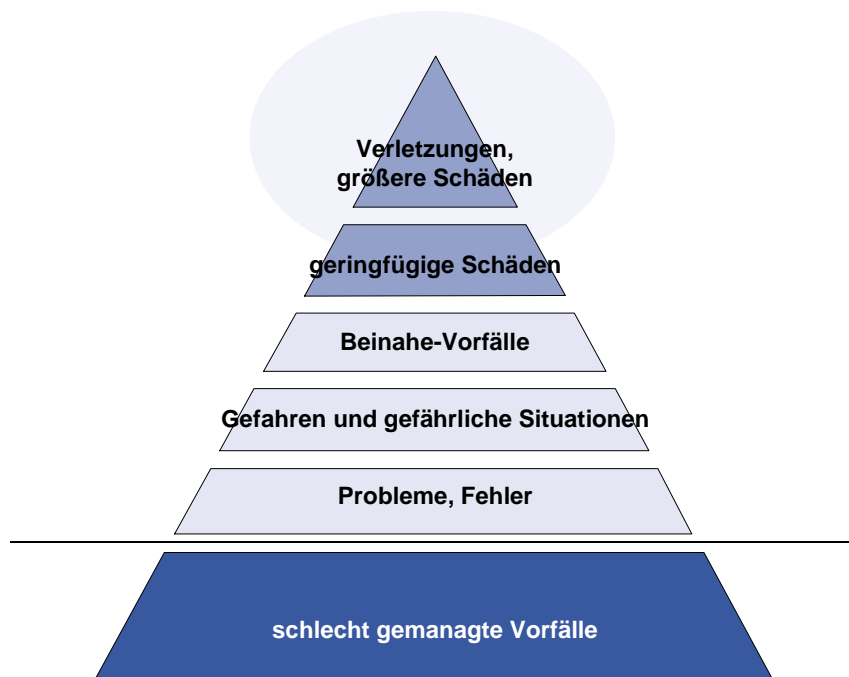 Verletzungen,
größere Schäden
geringfügige Schäden
Beinahe-Vorfälle
Gefahren und gefährliche Situationen
Probleme, Fehler
schlecht gemanagte Vorfälle